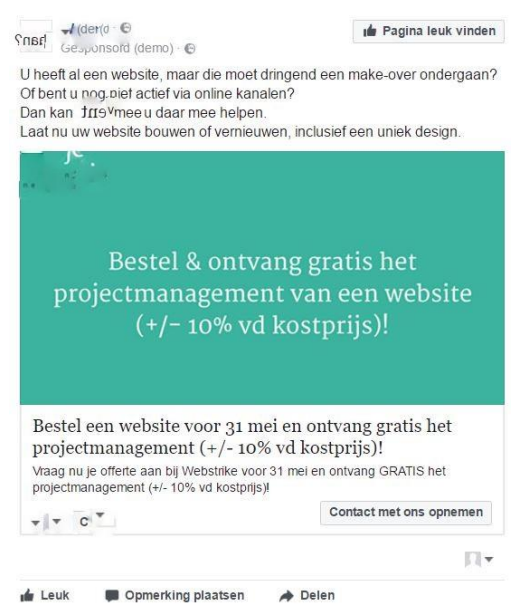 Pagina leuk vinden
Gesponsord (demo) ·
U heeft al een website, maar die moet dringend een make-over ondergaan?
Of bent u nog niet actief via online kanalen?
Dan kan u daar mee helpen.
Laat nu uw website bouwen of vernieuwen, inclusief een uniek design.
Bestel & ontvang gratis het
projectmanagement van een website
(+/- 10% vd kostprijs)!
Bestel een website voor 31 mei en ontvang gratis het
projectmanagement (+/- 10% vd kostprijs)!
Vraag nu je offerte aan bij Webstrike voor 31 mei en ontvang GRATIS het
projectmanagement (+/- 10% vd kostprijs)!
Contact met ons opnemen
Leuk Opmerking plaatsen Delen